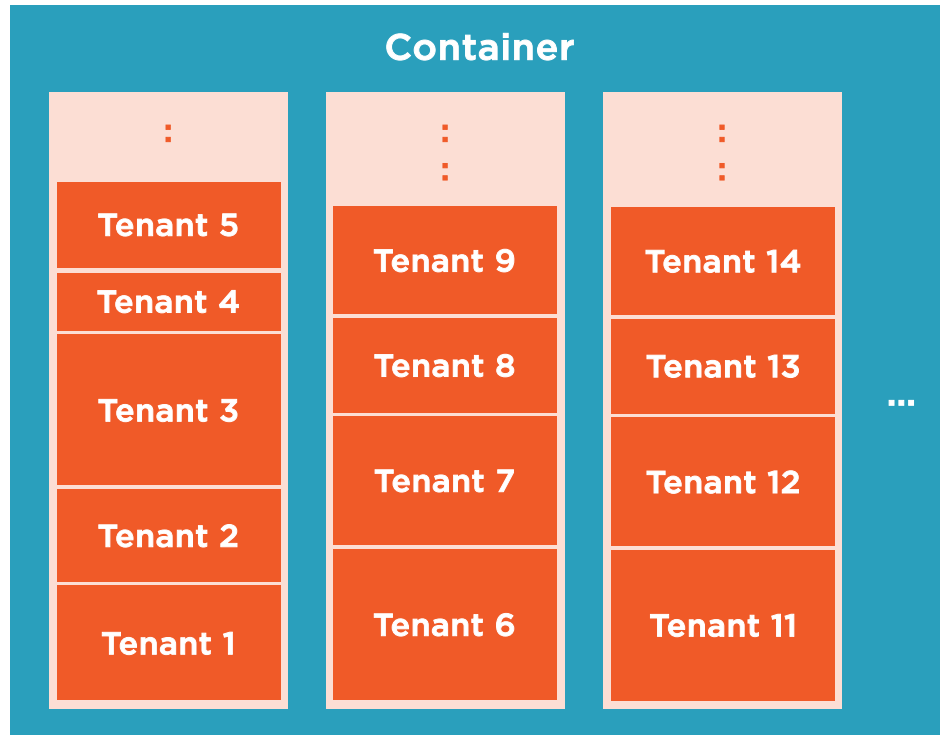 Container
:
Tenant 5
Tenant 4
Tenant 3
Tenant 2
Tenant 1
:
:
Tenant 9
Tenant 8
Tenant 7
Tenant 6
:
:
Tenant 14
Tenant 13
Tenant 12
Tenant 11
...